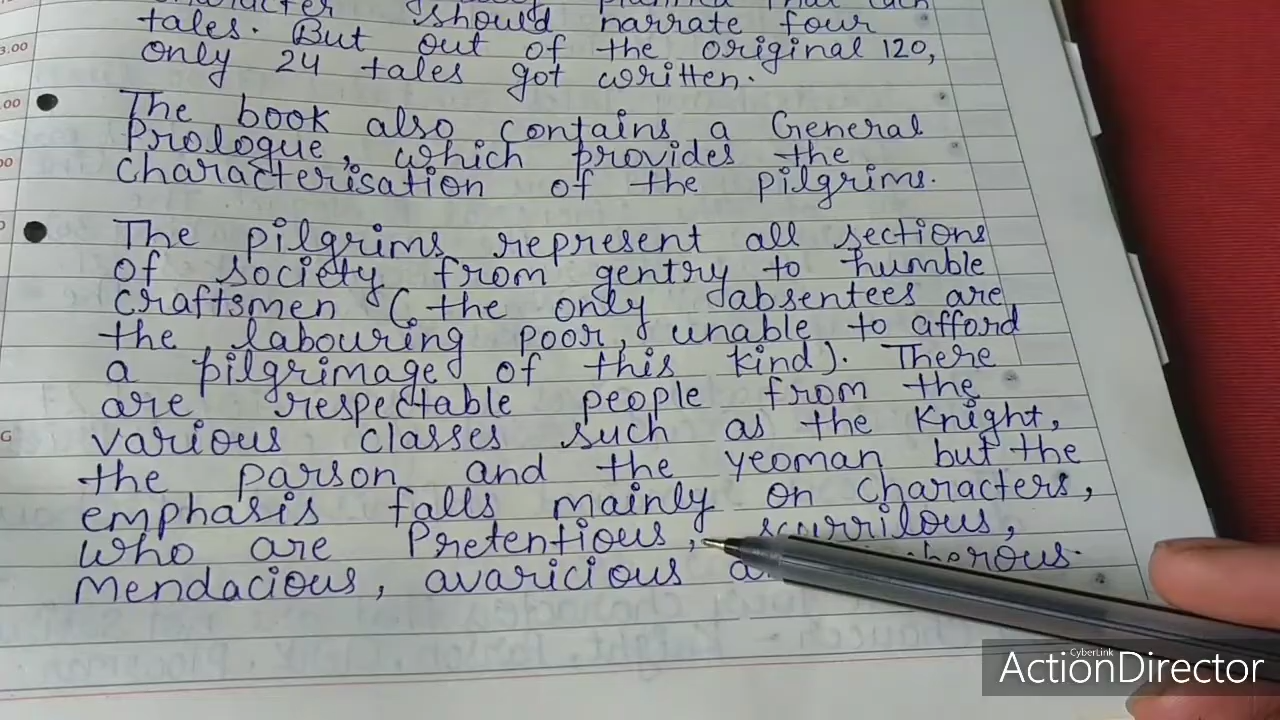 should narrate four
tales. But out of the original 120,
only 24 tales got written.
The book also contains a General
Prologue, which provides the
characterisation of the pilgrims.
The pilgrims represent all sections
of society from gentry to humble
craftsmen (the only absentees are
the labouring poor, unable to afford
a pilgrimage of this kind). There
are respectable people from the
various classes such as the Knight,
the parson and the yeoman but the
emphasis falls mainly on characters,
who are Pretentious, scurrilous,
Mendacious, avaricious
CyberLink
ActionDirector